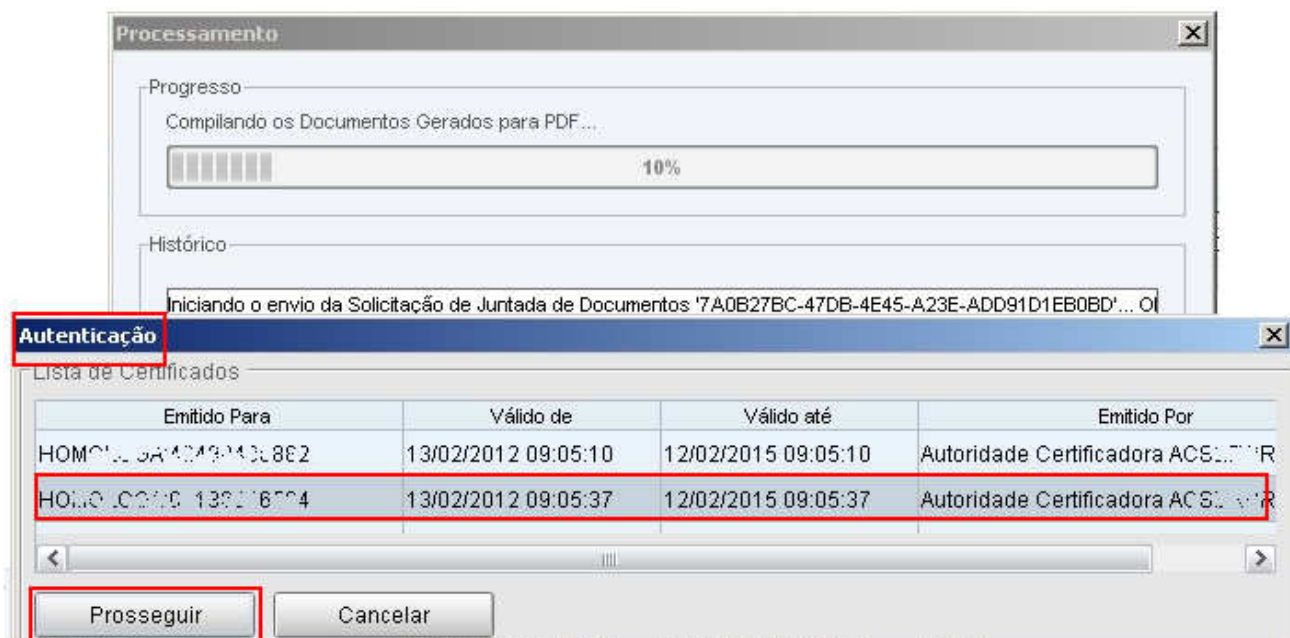 Processamento
Progresso
Compilando os Documentos Gerados para PDF...
10%
Histórico
Iniciando o envio da Solicitação de Juntada de Documentos '7A0B27BC-47DB-4E45-A23E-ADD91D1EB0BD'...
Autenticação
Lista de Certificados
Emitido Para Válido de Válido até Emitido Por
13/02/2012 09:05:10 12/02/2015 09:05:10 Autoridade Certificadora
13/02/2012 09:05:37 12/02/2015 09:05:37 Autoridade Certificadora
Prosseguir Cancelar